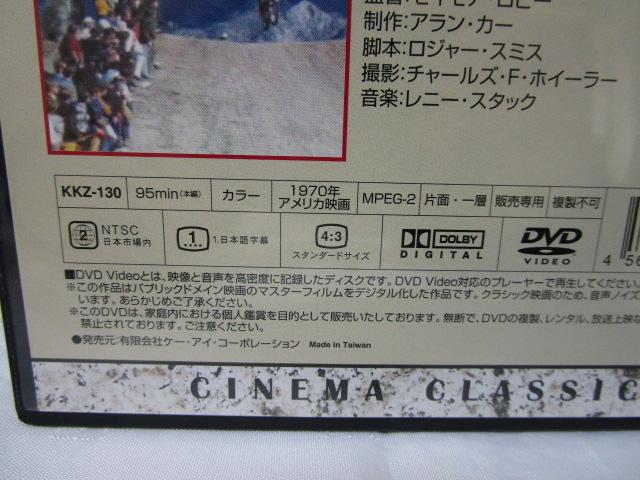 制作:アラン・カー
脚本:ロジャー・スミス
撮影:チャールズ・F・ホイーラー
音楽:レニー・スタック
KKZ-130 95min(本編) カラー 1970年 アメリカ映画 MPEG-2 片面・一層 販売専用 複製不可
2 NTSC 日本市場内 1 1.日本語字幕 4:3 スタンダードサイズ DOLBY DIGITAL DVD VIDEO
4 56
■DVD Videoとは、映像と音声を高密度に記録したディスクです。DVD Video対応のプレーヤーで再生してください。
※この作品はパブリックドメイン映画のマスターフィルムをデジタル化した作品です。クラシック映画のため、音声ノイズ
います。あらかじめご了承ください。
※このDVDは、家庭内における個人鑑賞を目的として販売いたしております。無断で、DVDの複製、レンタル、放送上映な
禁止されております。ご注意ください。
●発売元:有限会社ケー・アイ・コーポレーション Made in Taiwan
CINEMA CLASSIC